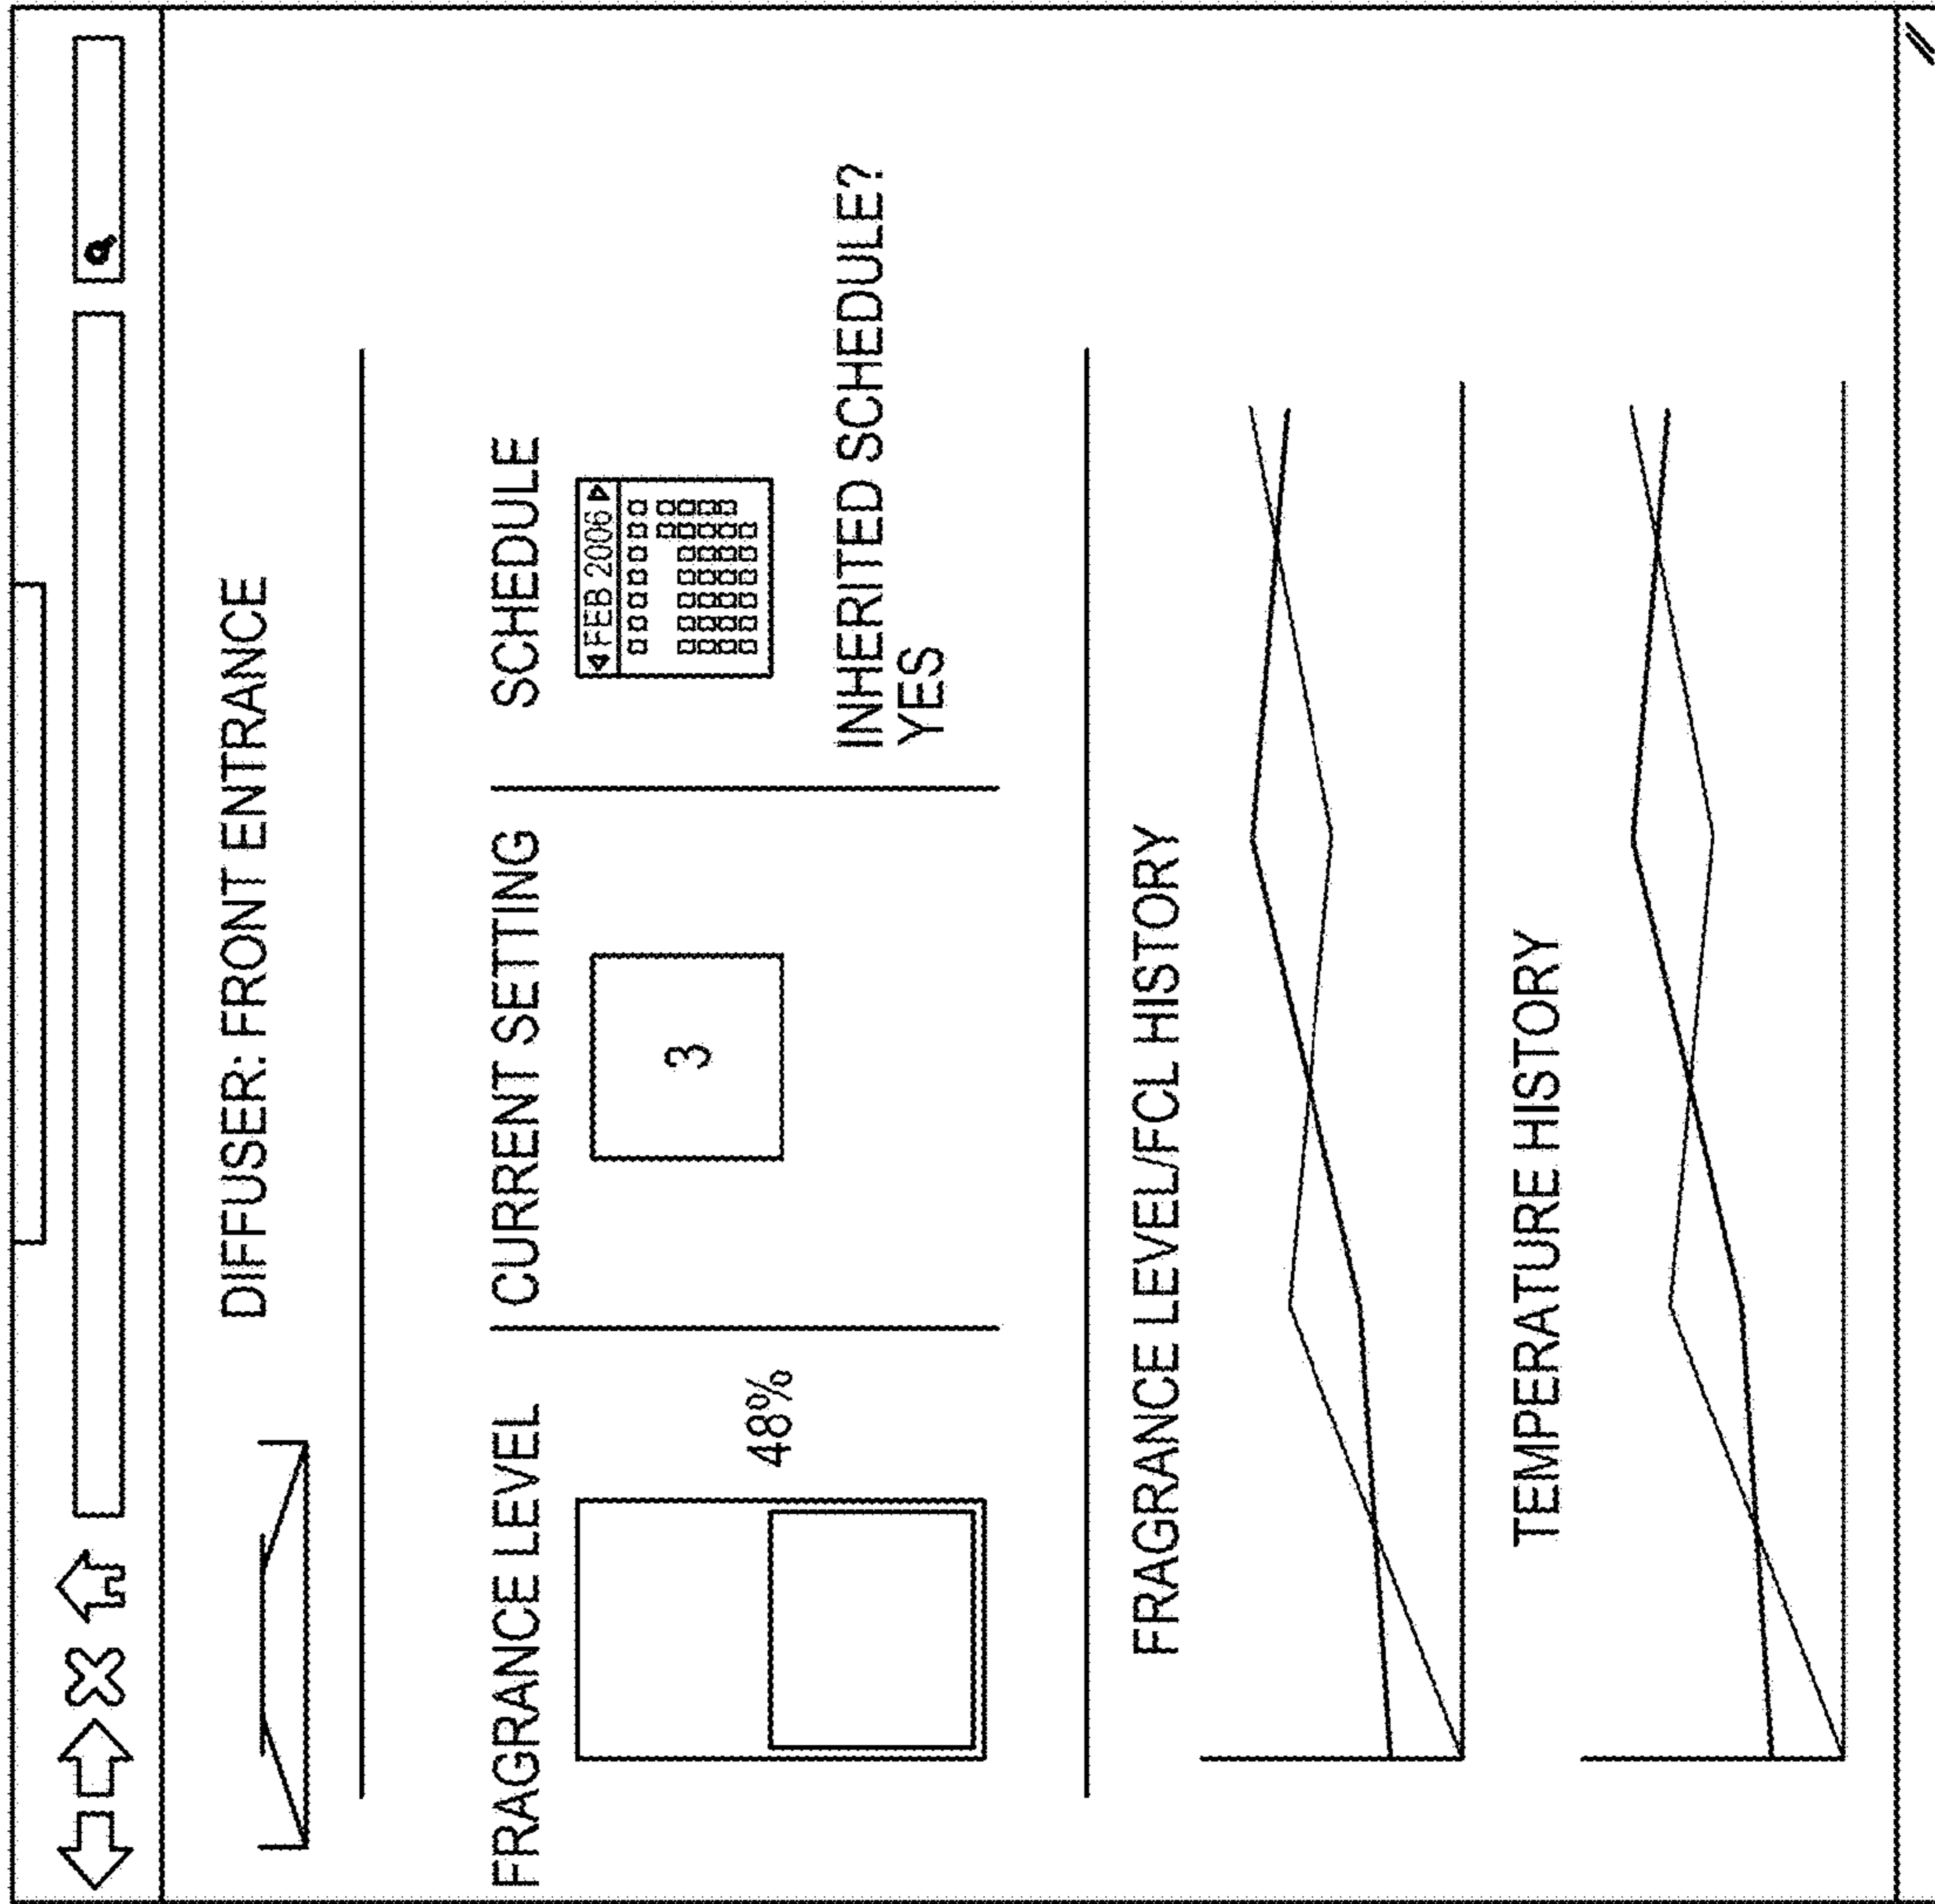 DIFFUSER: FRONT ENTRANCE
FRAGRANCE LEVEL
48%
CURRENT SETTING
3
SCHEDULE
FEB 2006
INHERITED SCHEDULE?
YES
FRAGRANCE LEVEL/FCL HISTORY
TEMPERATURE HISTORY